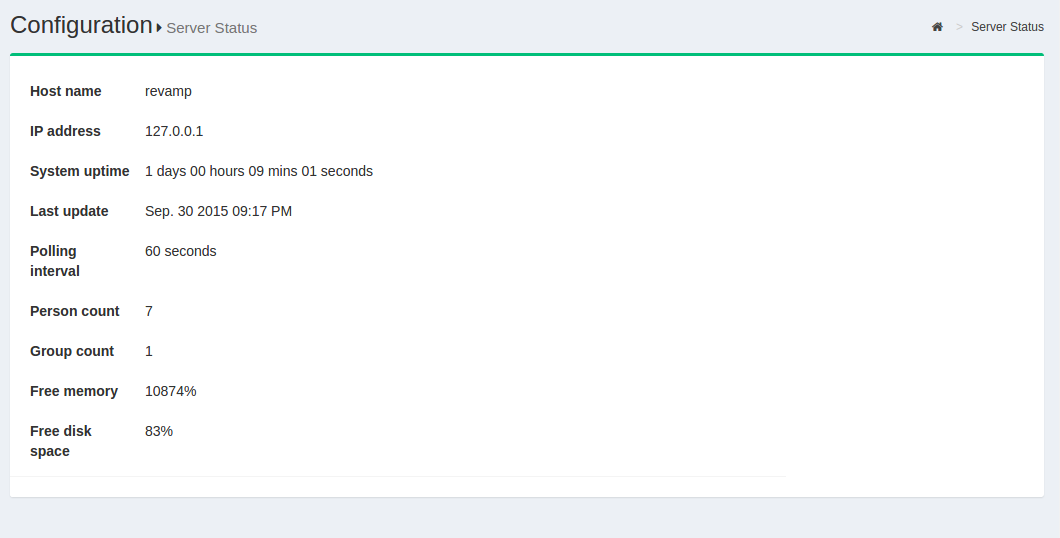 Configuration Server Status
> Server Status
Host name revamp
IP address 127.0.0.1
System uptime 1 days 00 hours 09 mins 01 seconds
Last update Sep. 30 2015 09:17 PM
Polling 60 seconds
interval
Person count 7
Group count 1
Free memory 10874%
Free disk 83%
space